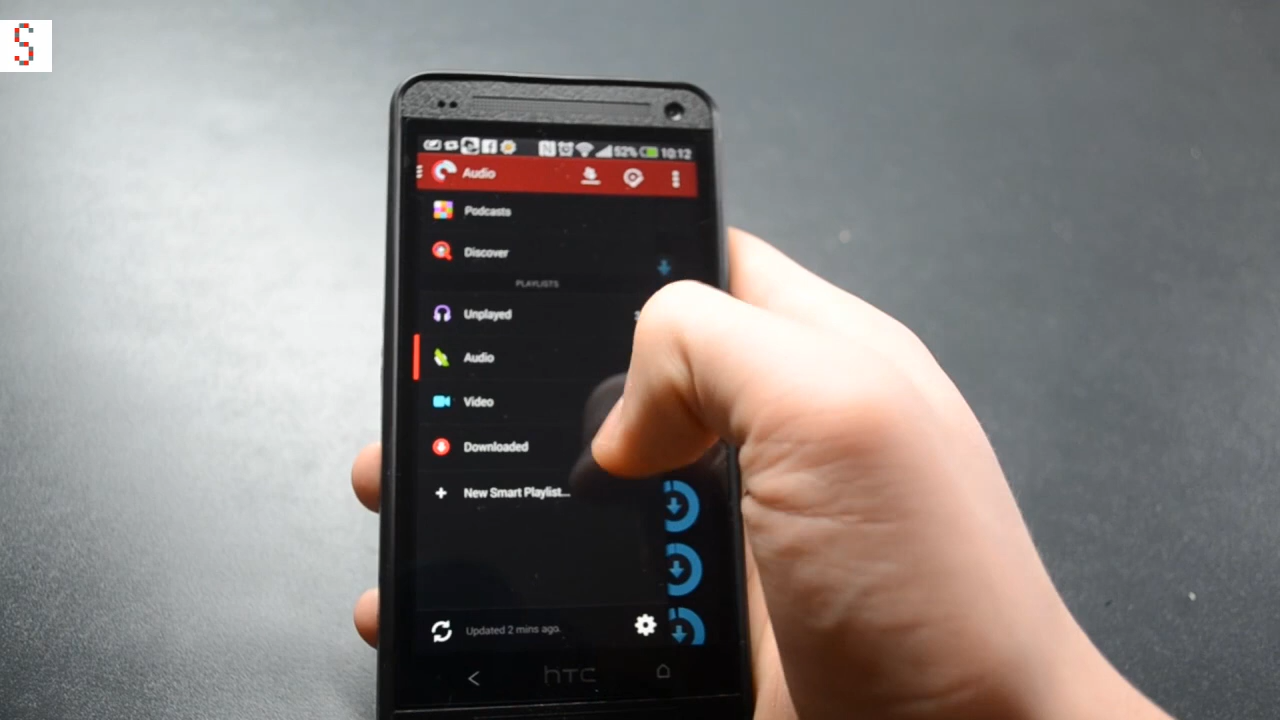 S
52% 10:12
Audio
Podcasts
Discover
PLAYLISTS
Unplayed
Audio
Video
Downloaded
New Smart Playlist...
Updated 2 mins ago
hTC